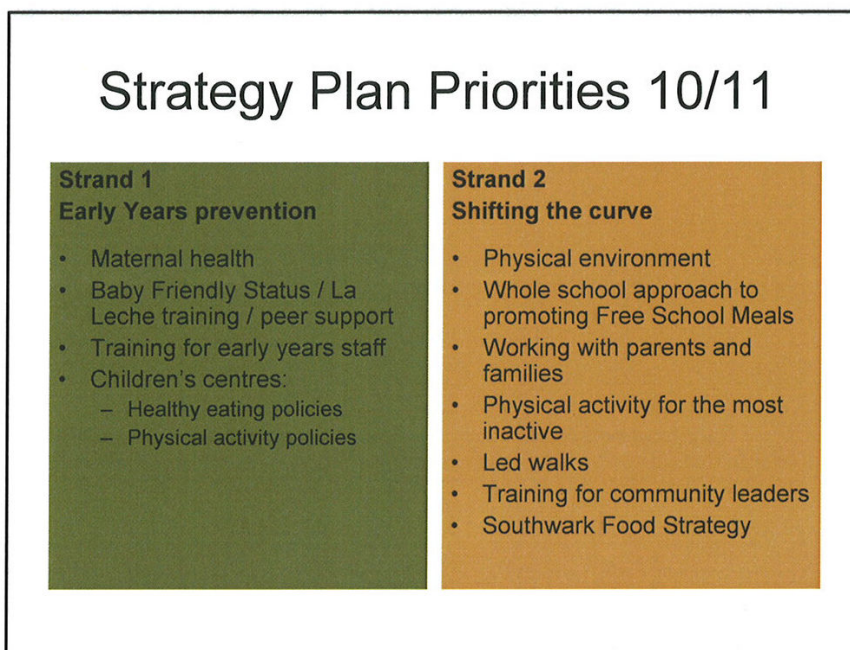 Strategy Plan Priorities 10/11
Strand 1
Early Years prevention
• Maternal health
• Baby Friendly Status / La
Leche training / peer support
• Training for early years staff
• Children's centres:
– Healthy eating policies
– Physical activity policies
Strand 2
Shifting the curve
• Physical environment
• Whole school approach to
promoting Free School Meals
• Working with parents and
families
• Physical activity for the most
inactive
• Led walks
• Training for community leaders
• Southwark Food Strategy